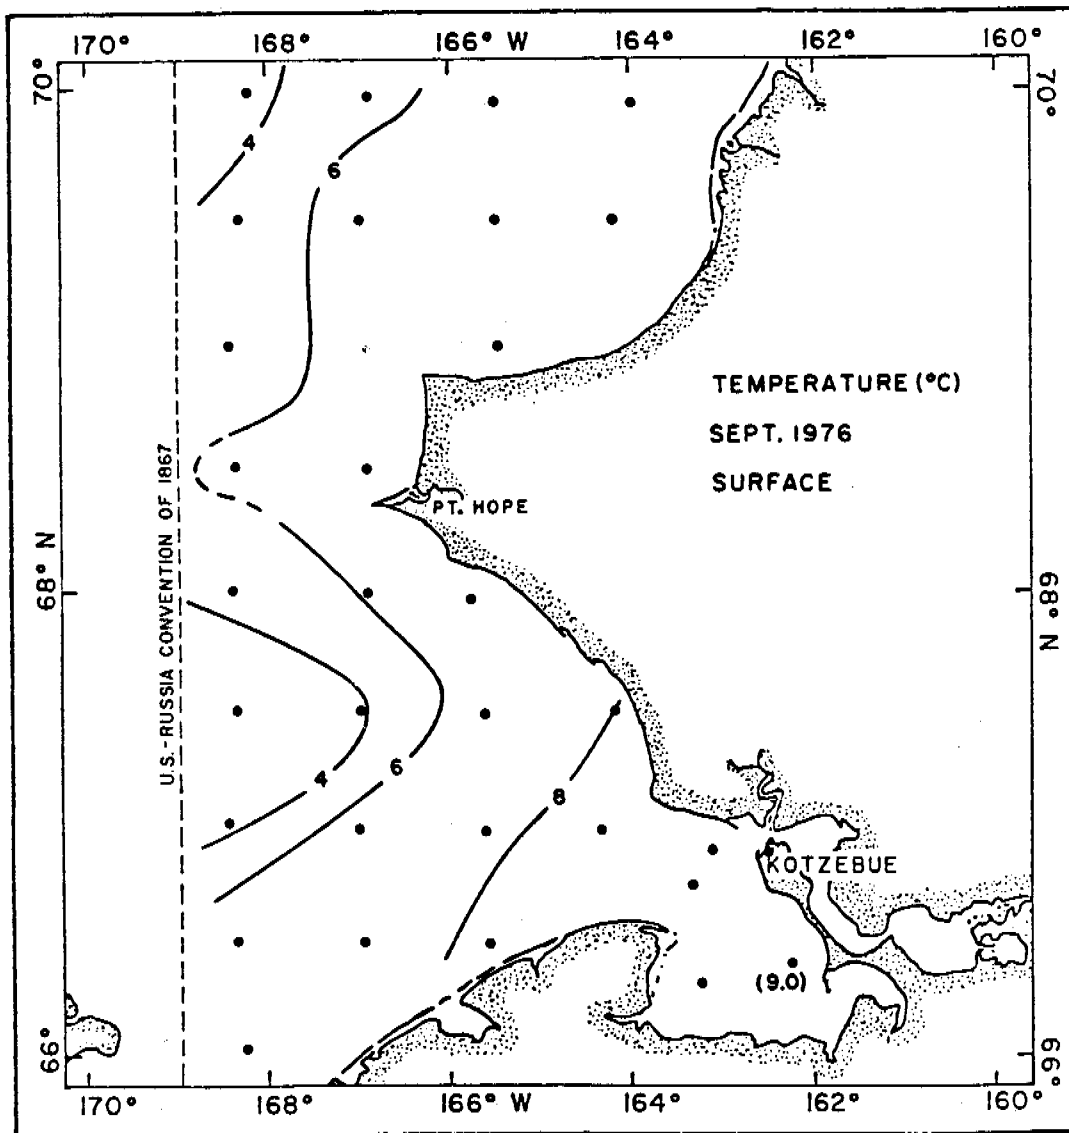 170° 168° 166° W 164° 162° 160°
70° 70°
4
6
TEMPERATURE (°C)
SEPT. 1976
SURFACE
PT. HOPE
U.S.-RUSSIA CONVENTION OF 1867
68° N 68° N
4
6
8
KOTZEBUE
(9.0)
66° 66°
170° 168° 166° W 164° 162° 160°